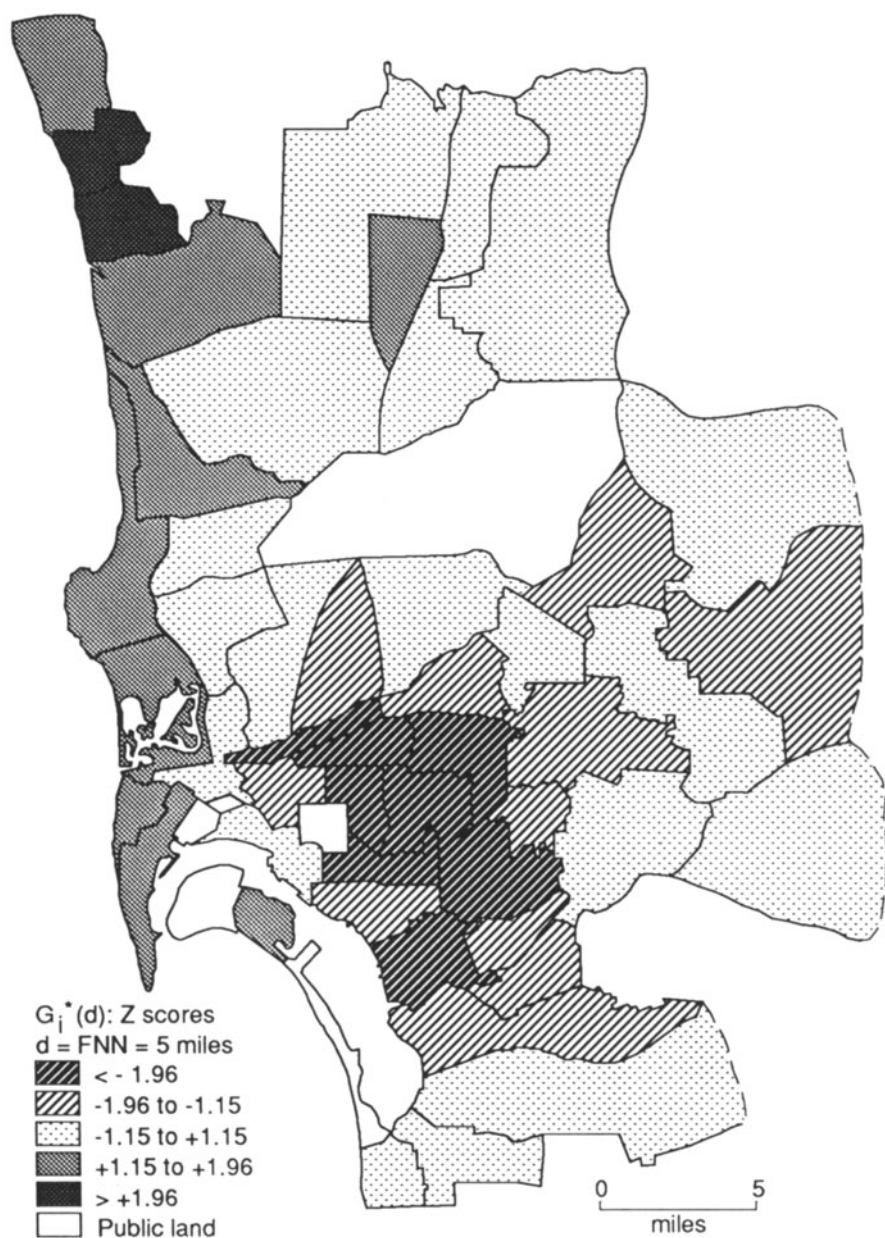 G_i^*(d): Z scores
d = FNN = 5 miles
< - 1.96
-1.96 to -1.15
-1.15 to +1.15
+1.15 to +1.96
> +1.96
Public land
0 5
miles